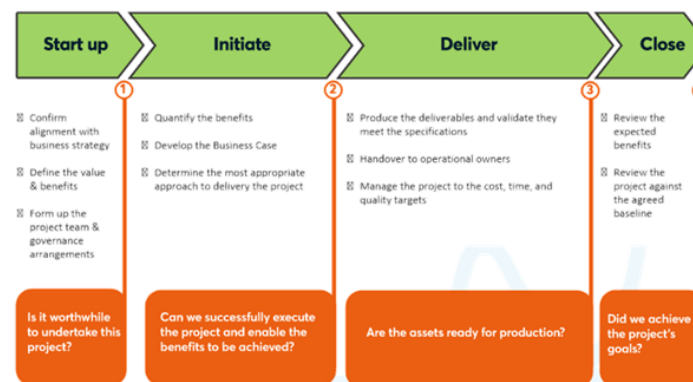 Start up
Initiate
Deliver
Close
1
2
3
Confirm
alignment with
business strategy
Define the value
& benefits
Form up the
project team &
governance
arrangements
Quantify the benefits
Develop the Business Case
Determine the most appropriate
approach to delivery the project
Produce the deliverables and validate they
meet the specifications
Handover to operational owners
Manage the project to the cost, time, and
quality targets
Review the
expected
benefits
Review the
project against
the agreed
baseline
Is it worthwhile
to undertake this
project?
Can we successfully execute
the project and enable the
benefits to be achieved?
Are the assets ready for production?
Did we achieve
the project's
goals?